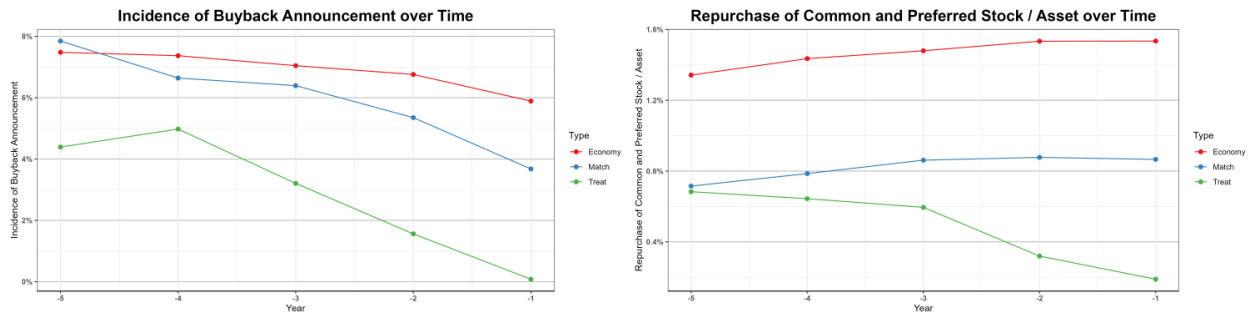 Incidence of Buyback Announcement over Time
Incidence of Buyback Announcement
8%
6%
4%
2%
0%
-5
-4
-3
-2
-1
Year
Type
Economy
Match
Treat
Repurchase of Common and Preferred Stock / Asset over Time
Repurchase of Common and Preferred Stock / Asset
1.6%
1.2%
0.8%
0.4%
-5
-4
-3
-2
-1
Year
Type
Economy
Match
Treat